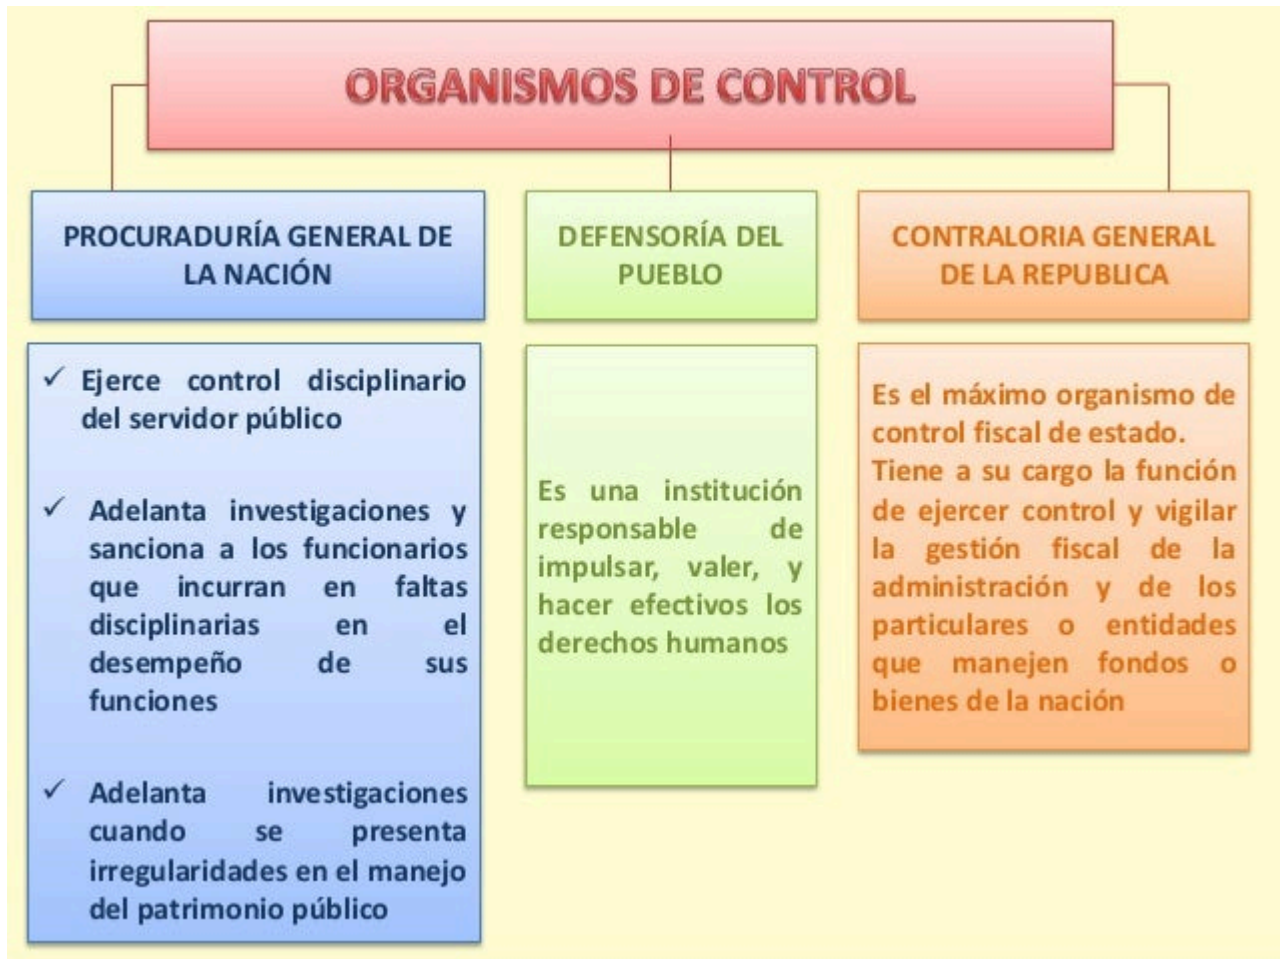 ORGANISMOS DE CONTROL
PROCURADURÍA GENERAL DE
LA NACIÓN
✓ Ejerce control disciplinario
del servidor público
✓ Adelanta investigaciones y
sanciona a los funcionarios
que incurran en faltas
disciplinarias en el
desempeño de sus
funciones
✓ Adelanta investigaciones
cuando se presenta
irregularidades en el manejo
del patrimonio público
DEFENSORÍA DEL
PUEBLO
Es una institución
responsable de
impulsar, valer, y
hacer efectivos los
derechos humanos
CONTRALORIA GENERAL
DE LA REPUBLICA
Es el máximo organismo de
control fiscal de estado.
Tiene a su cargo la función
de ejercer control y vigilar
la gestión fiscal de la
administración y de los
particulares o entidades
que manejen fondos o
bienes de la nación